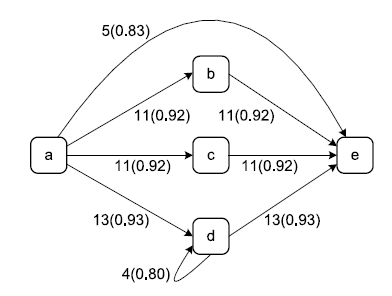 5(0.83)
b
11(0.92) 11(0.92)
a c e
11(0.92) 11(0.92)
13(0.93) d 13(0.93)
4(0.80)